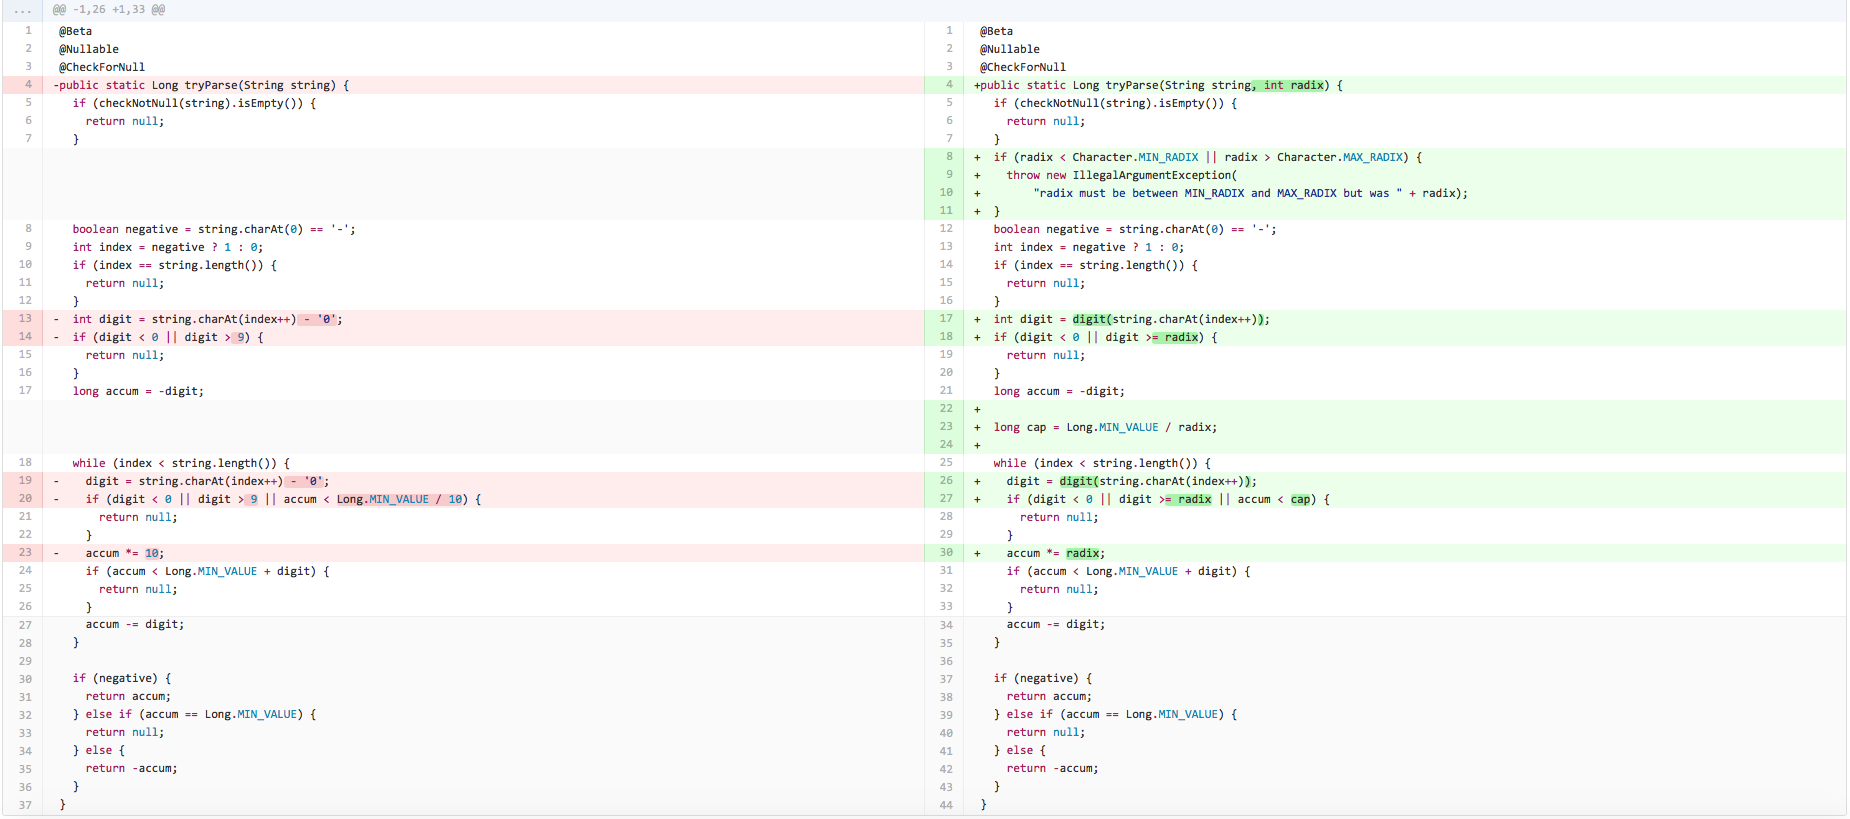 ... @@ -1,26 +1,33 @@
1 @Beta
2 @Nullable
3 @CheckForNull
4 -public static Long tryParse(String string) {
5 if (checkNotNull(string).isEmpty()) {
6 return null;
7 }
8 boolean negative = string.charAt(0) == '-';
9 int index = negative ? 1 : 0;
10 if (index == string.length()) {
11 return null;
12 }
13 - int digit = string.charAt(index++) - '0';
14 - if (digit < 0 || digit > 9) {
15 return null;
16 }
17 long accum = -digit;
18 while (index < string.length()) {
19 - digit = string.charAt(index++) - '0';
20 - if (digit < 0 || digit > 9 || accum < Long.MIN_VALUE / 10) {
21 return null;
22 }
23 - accum *= 10;
24 if (accum < Long.MIN_VALUE + digit) {
25 return null;
26 }
27 accum -= digit;
28 }
29
30 if (negative) {
31 return accum;
32 } else if (accum == Long.MIN_VALUE) {
33 return null;
34 } else {
35 return -accum;
36 }
37 }
1 @Beta
2 @Nullable
3 @CheckForNull
4 +public static Long tryParse(String string, int radix) {
5 if (checkNotNull(string).isEmpty()) {
6 return null;
7 }
8 + if (radix < Character.MIN_RADIX || radix > Character.MAX_RADIX) {
9 + throw new IllegalArgumentException(
10 + "radix must be between MIN_RADIX and MAX_RADIX but was " + radix);
11 + }
12 boolean negative = string.charAt(0) == '-';
13 int index = negative ? 1 : 0;
14 if (index == string.length()) {
15 return null;
16 }
17 + int digit = digit(string.charAt(index++));
18 + if (digit < 0 || digit >= radix) {
19 return null;
20 }
21 long accum = -digit;
22 +
23 + long cap = Long.MIN_VALUE / radix;
24 +
25 while (index < string.length()) {
26 + digit = digit(string.charAt(index++));
27 + if (digit < 0 || digit >= radix || accum < cap) {
28 return null;
29 }
30 + accum *= radix;
31 if (accum < Long.MIN_VALUE + digit) {
32 return null;
33 }
34 accum -= digit;
35 }
36
37 if (negative) {
38 return accum;
39 } else if (accum == Long.MIN_VALUE) {
40 return null;
41 } else {
42 return -accum;
43 }
44 }